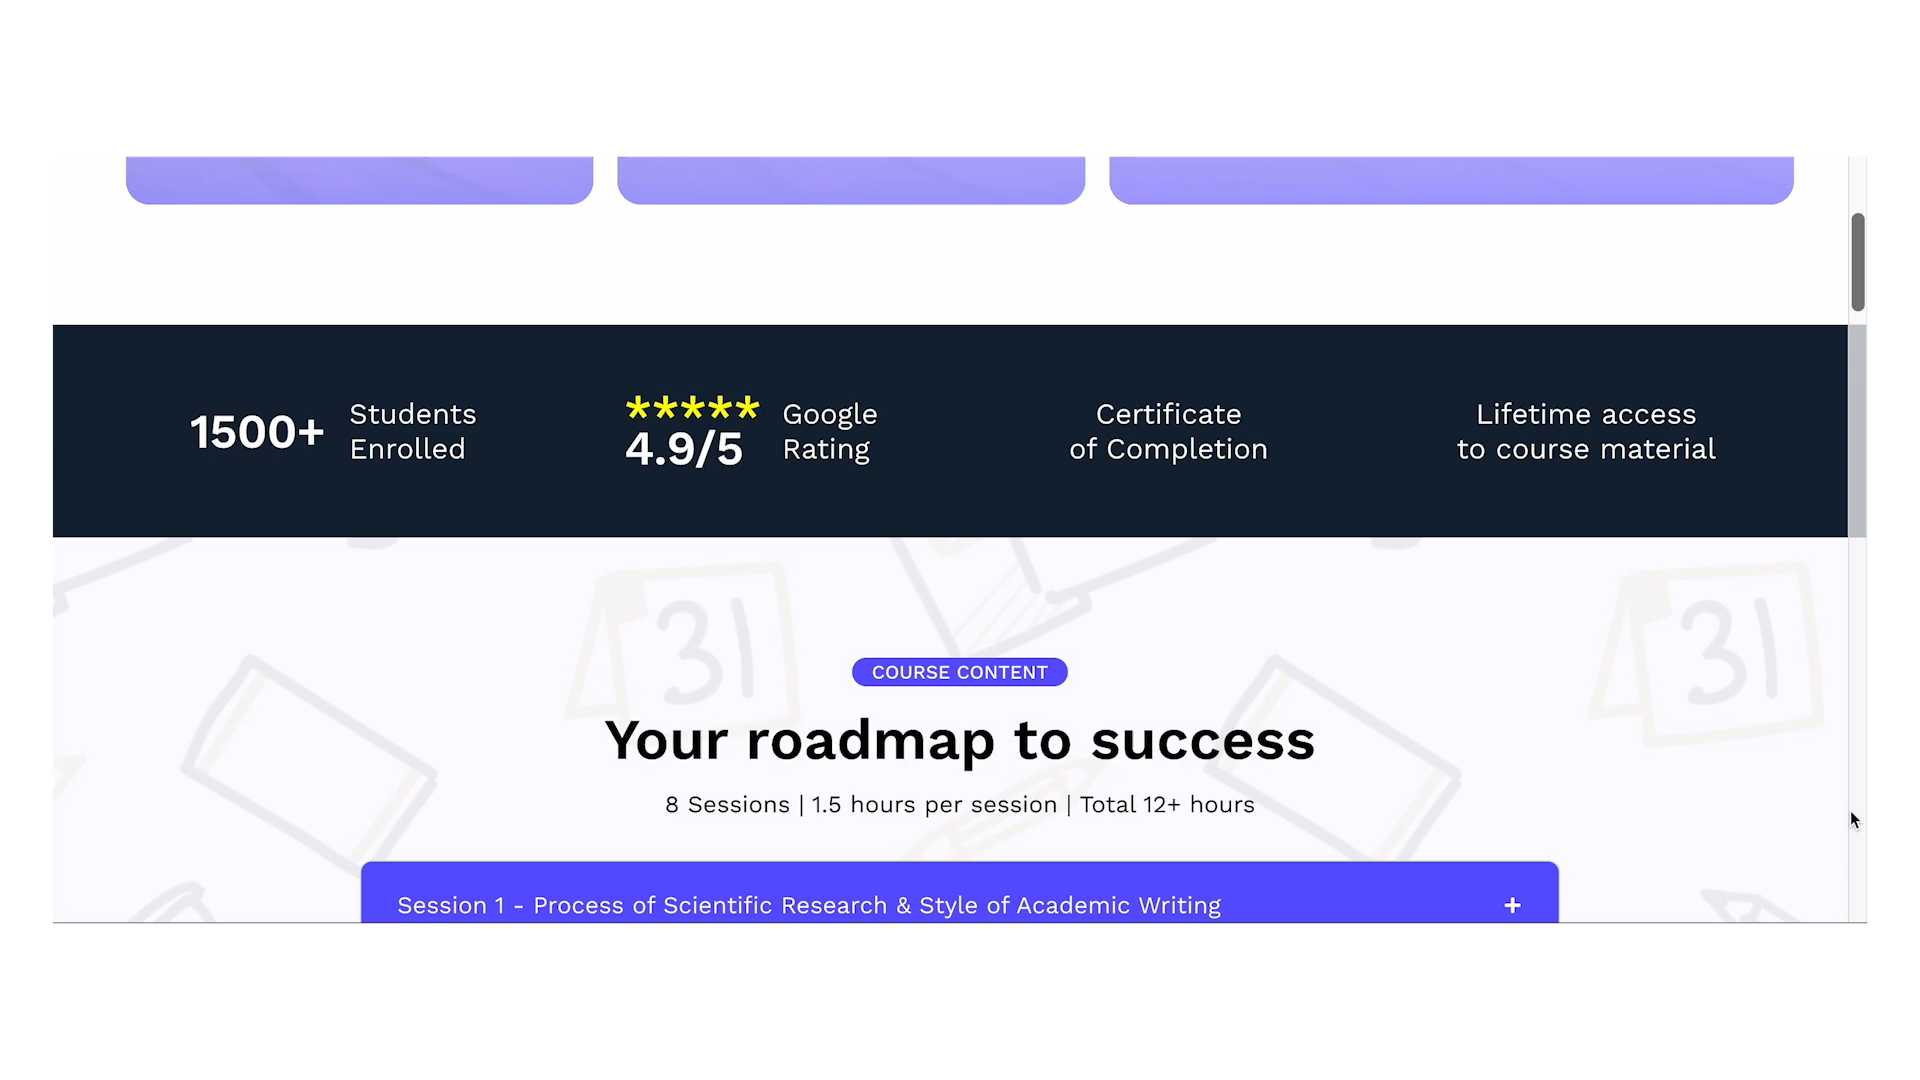 1500+ Students Enrolled
★★★★★ 4.9/5 Google Rating
Certificate of Completion
Lifetime access to course material
31
31
COURSE CONTENT
Your roadmap to success
8 Sessions | 1.5 hours per session | Total 12+ hours
Session 1 - Process of Scientific Research & Style of Academic Writing +